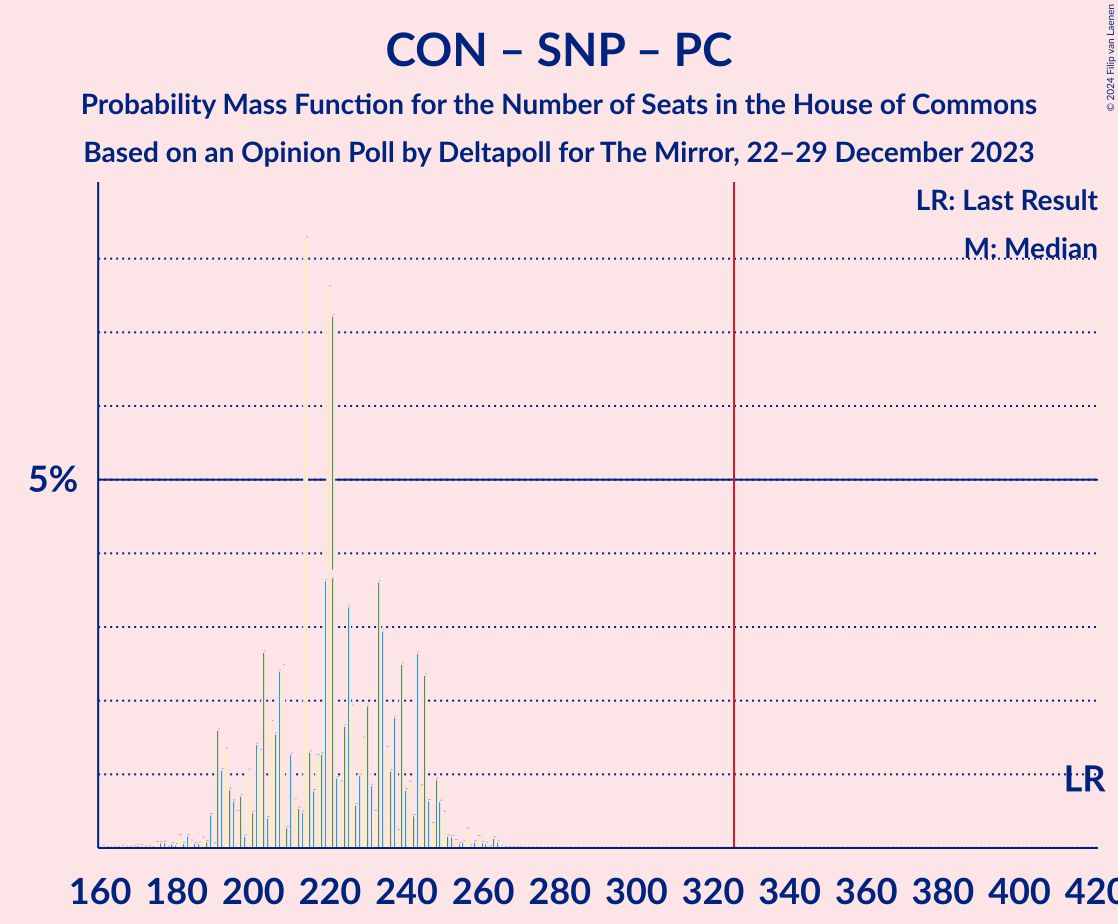 CON – SNP – PC
Probability Mass Function for the Number of Seats in the House of Commons
Based on an Opinion Poll by Deltapoll for The Mirror, 22–29 December 2023
© 2024 Filip van Laenen
LR: Last Result
M: Median
5%
LR
160 180 200 220 240 260 280 300 320 340 360 380 400 420